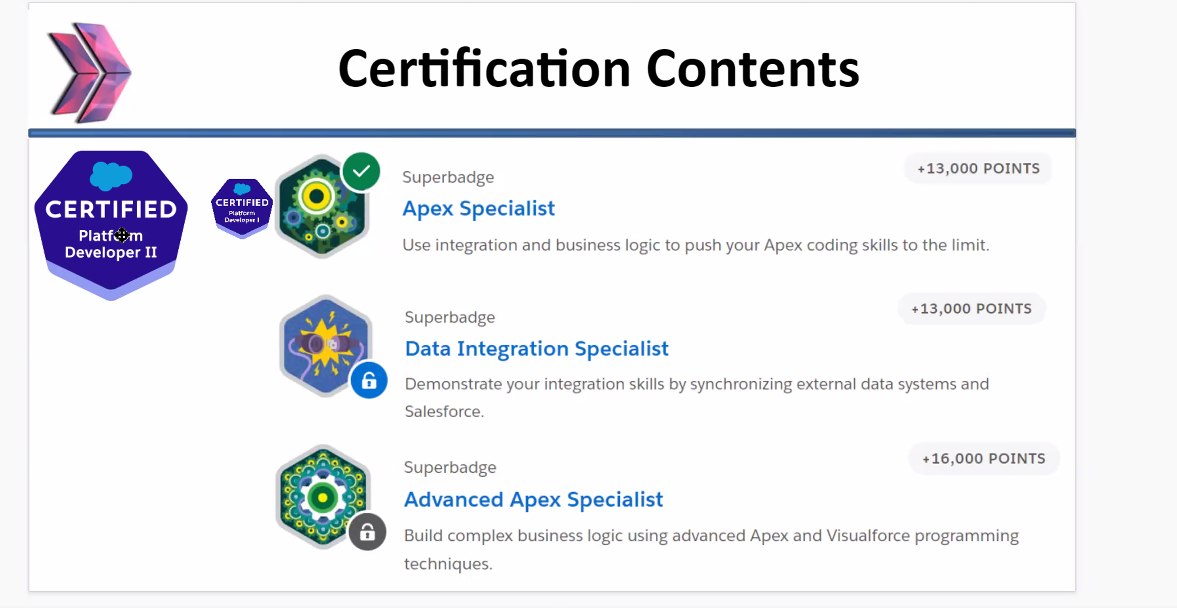 Certification Contents
CERTIFIED
Platform
Developer II
CERTIFIED
Platform
Developer I
Superbadge
+13,000 POINTS
Apex Specialist
Use integration and business logic to push your Apex coding skills to the limit.
Superbadge
+13,000 POINTS
Data Integration Specialist
Demonstrate your integration skills by synchronizing external data systems and
Salesforce.
Superbadge
+16,000 POINTS
Advanced Apex Specialist
Build complex business logic using advanced Apex and Visualforce programming
techniques.